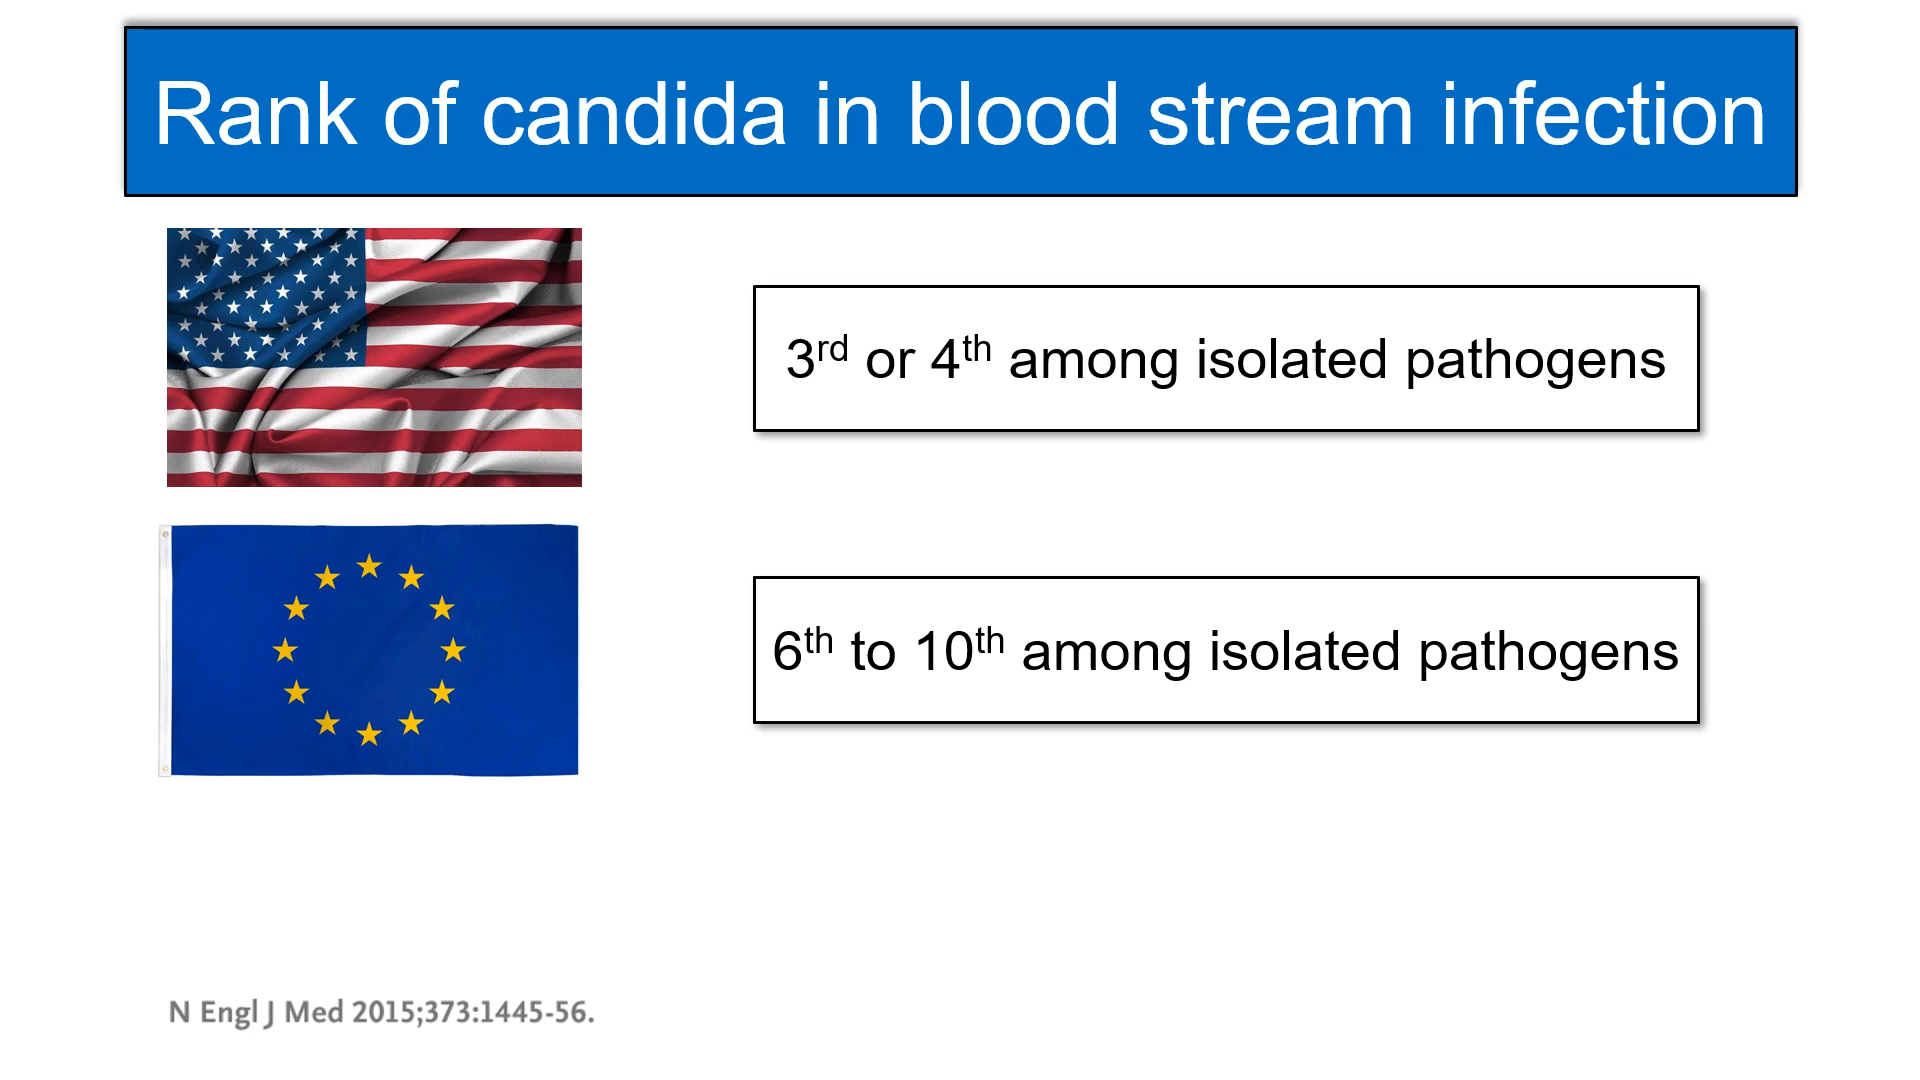 Rank of candida in blood stream infection
3rd or 4th among isolated pathogens
6th to 10th among isolated pathogens
N Engl J Med 2015;373:1445-56.